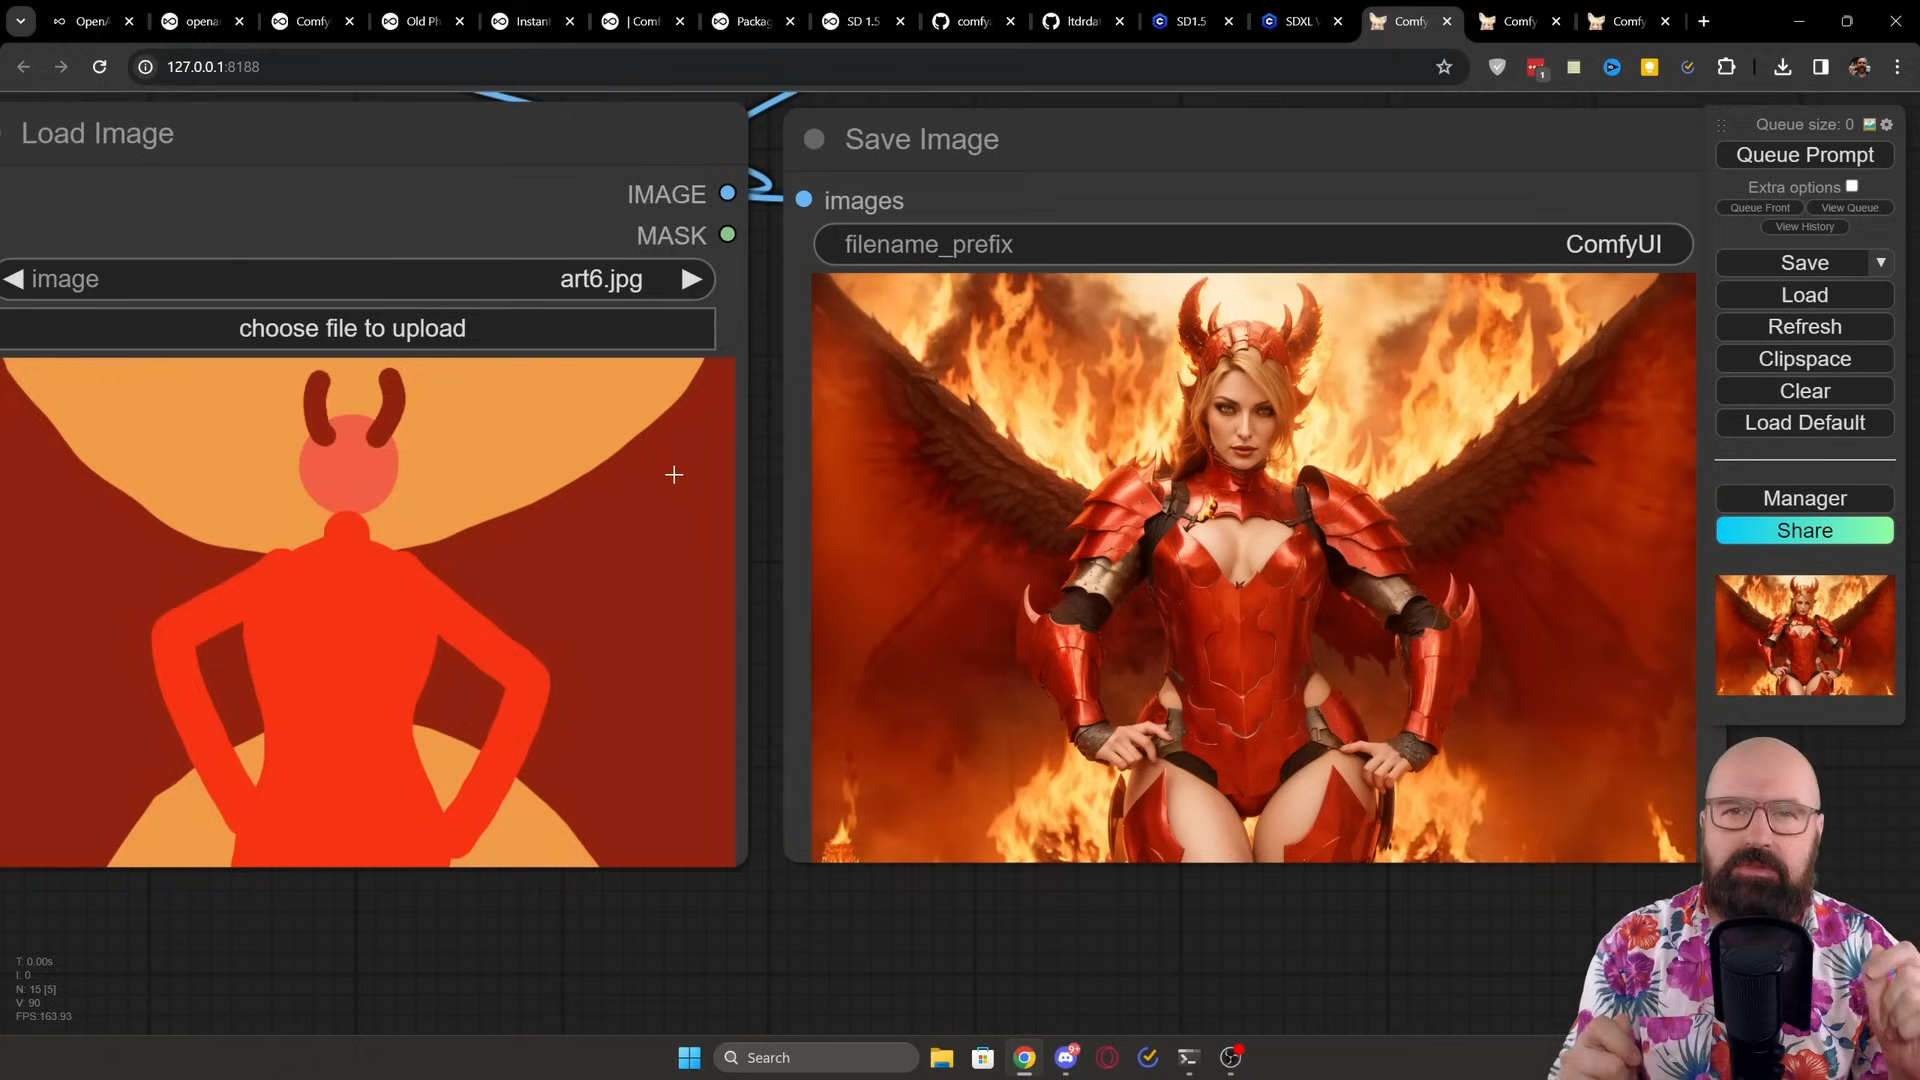 OpenA
opena
Comfy
Old Ph
Instant
| Comf
Packag
SD 1.5
comfy
ltdrda
SD1.5
SDXL
Comfy
Comfy
Comfy
127.0.0.1:8188
1
Load Image
IMAGE
MASK
image
art6.jpg
choose file to upload
Save Image
images
filename_prefix
ComfyUI
Queue size: 0
Queue Prompt
Extra options
Queue Front
View Queue
View History
Save
Load
Refresh
Clipspace
Clear
Load Default
Manager
Share
T: 0.00s
I: 0
N: 15 [5]
V: 90
FPS:163.93
Search
9+